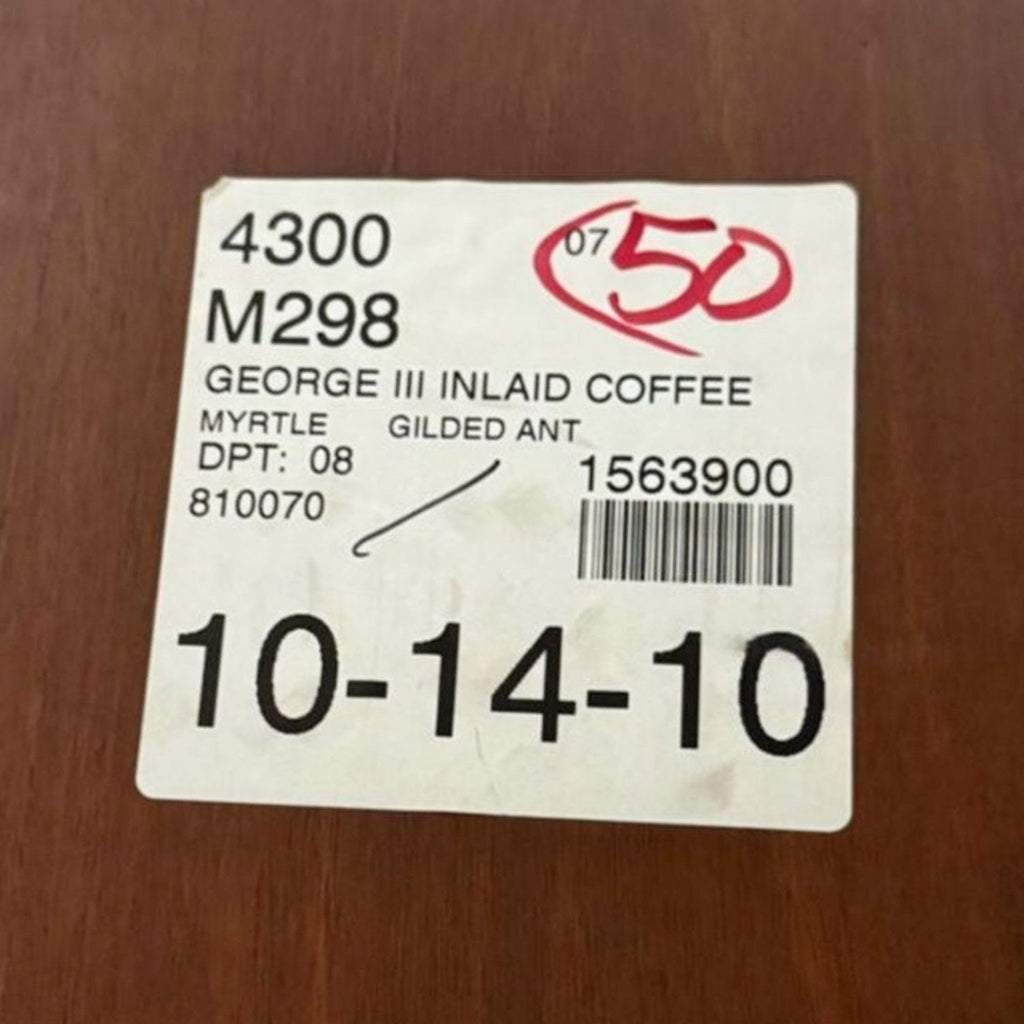 4300
07 50
M298
GEORGE III INLAID COFFEE
MYRTLE GILDED ANT
DPT: 08
1563900
810070
10-14-10